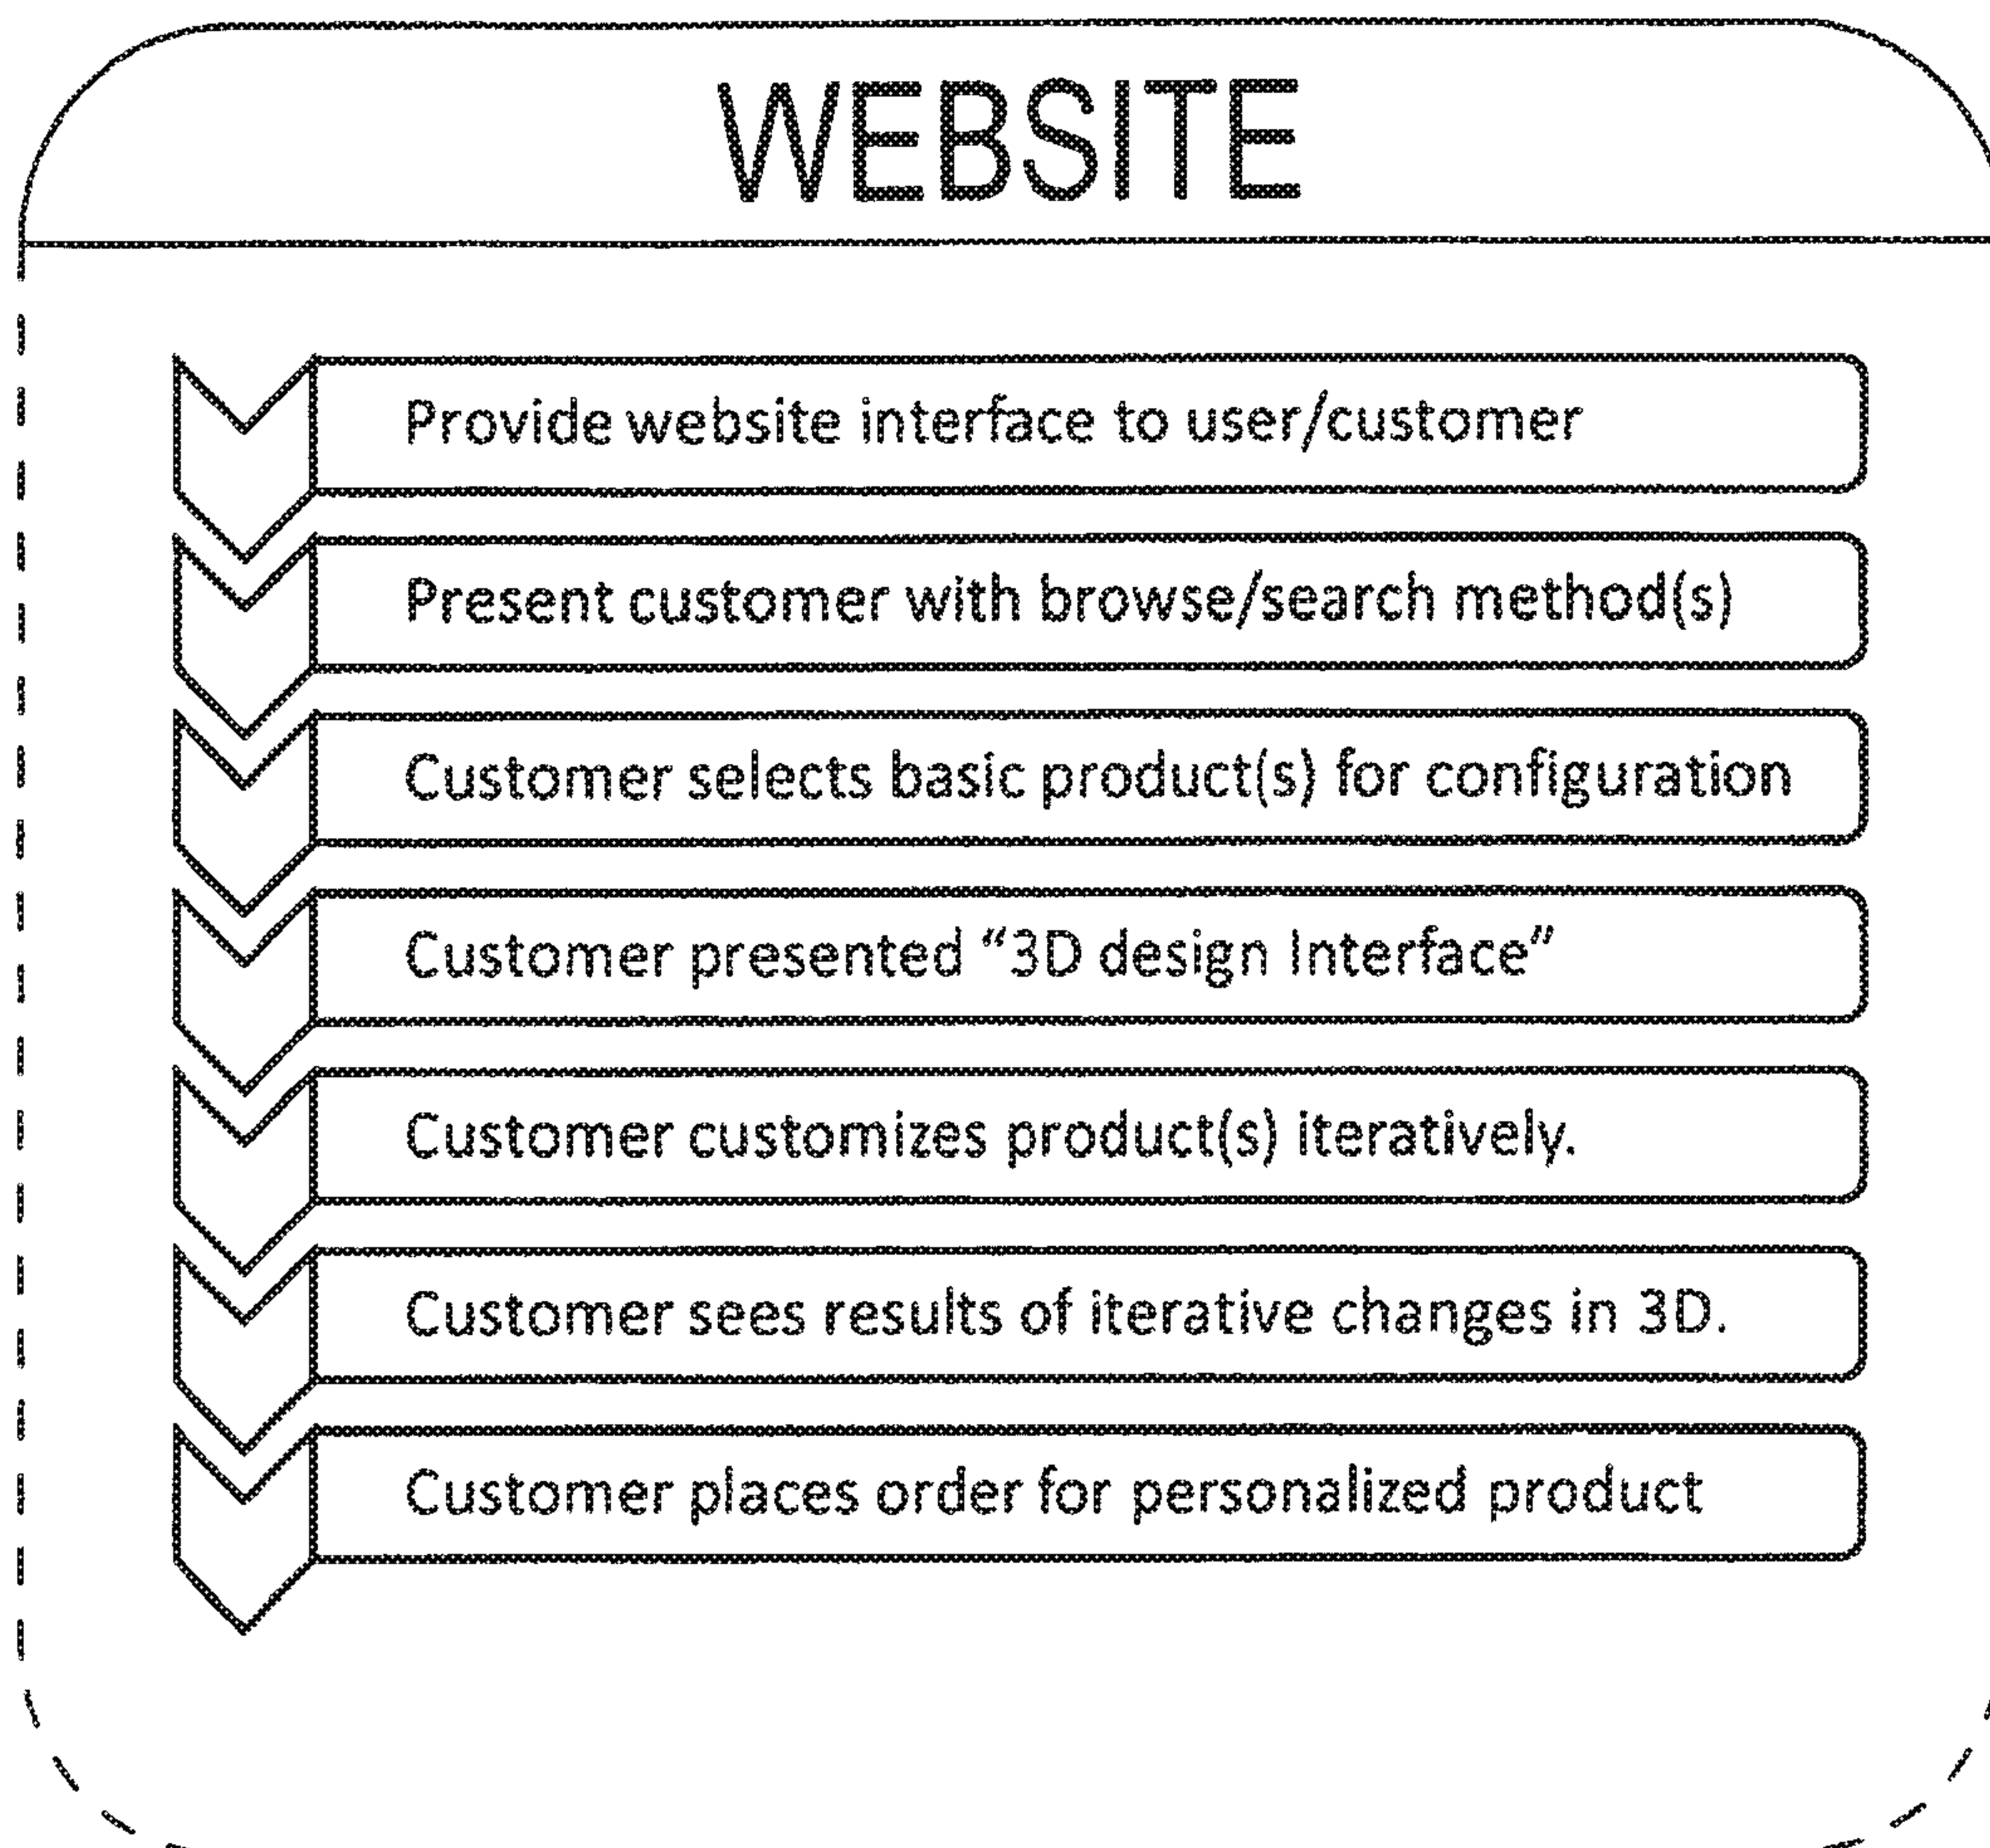 WEBSITE
Provide website interface to user/customer
Present customer with browse/search method(s)
Customer selects basic product(s) for configuration
Customer presented “3D design Interface”
Customer customizes product(s) iteratively.
Customer sees results of iterative changes in 3D.
Customer places order for personalized product